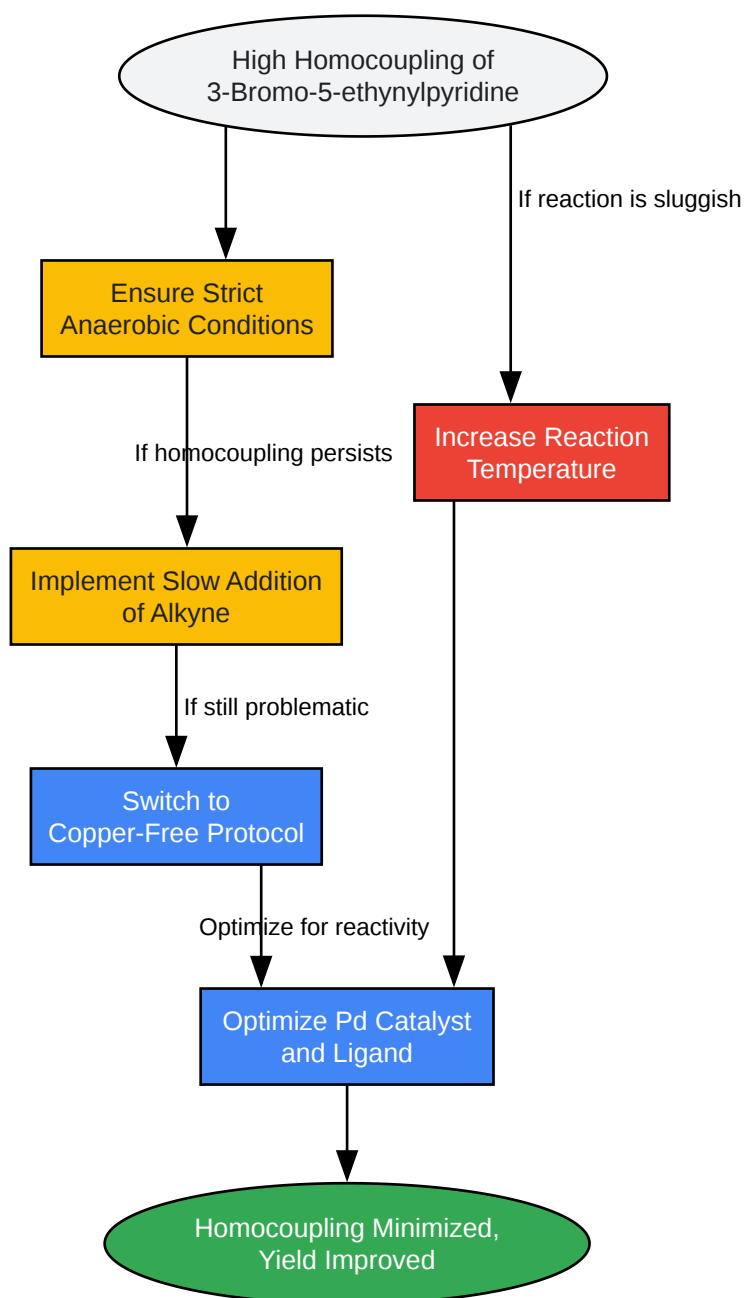 High Homocoupling of
3-Bromo-5-ethynylpyridine
If reaction is sluggish
Ensure Strict
Anaerobic Conditions
Increase Reaction
Temperature
If homocoupling persists
Implement Slow Addition
of Alkyne
If still problematic
Switch to
Copper-Free Protocol
Optimize for reactivity
Optimize Pd Catalyst
and Ligand
Homocoupling Minimized,
Yield Improved